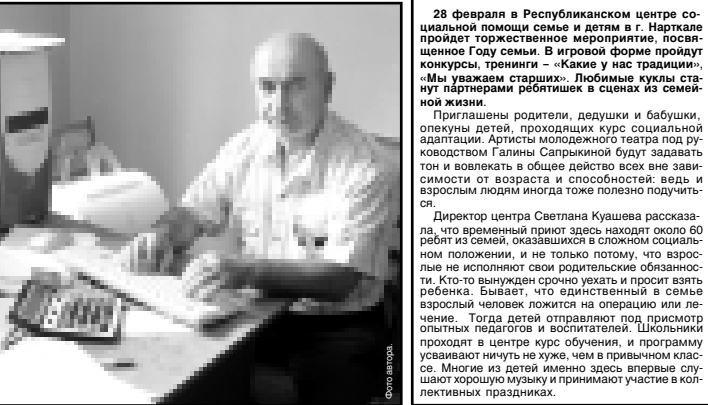 Фото автора.
28 февраля в Республиканском центре со-
циальной помощи семье и детям в г. Нарткале
пройдет торжественное мероприятие, посвя-
щенное Году семьи. В игровой форме пройдут
конкурсы, тренинги – «Какие у нас традиции»,
«Мы уважаем старших». Любимые куклы ста-
нут партнерами ребятишек в сценах из семей-
ной жизни.
Приглашены родители, дедушки и бабушки,
опекуны детей, проходящих курс социальной
адаптации. Артисты молодежного театра под ру-
ководством Галины Сапрыкиной будут задавать
тон и вовлекать в общее действо всех вне зави-
симости от возраста и способностей: ведь и
взрослым людям иногда тоже полезно подучить-
ся.
Директор центра Светлана Куашева рассказа-
ла, что временный приют здесь находят около 60
ребят из семей, оказавшихся в сложном социаль-
ном положении, и не только потому, что взрос-
лые не исполняют свои родительские обязаннос-
ти. Кто-то вынужден срочно уехать и просит взять
ребенка. Бывает, что единственный в семье
взрослый человек ложится на операцию или ле-
чение. Тогда детей отправляют под присмотр
опытных педагогов и воспитателей. Школьники
проходят в центре курс обучения, и программу
усваивают ничуть не хуже, чем в привычном клас-
се. Многие из детей именно здесь впервые слу-
шают хорошую музыку и принимают участие в кол-
лективных праздниках.